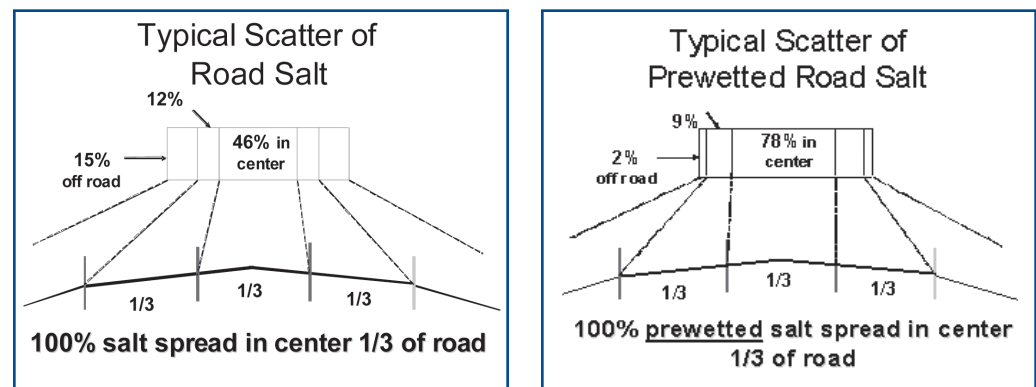 Typical Scatter of
Road Salt
12%
46% in
center
15%
off road
1/3
1/3
1/3
100% salt spread in center 1/3 of road
Typical Scatter of
Prewetted Road Salt
9%
78% in
center
2%
off road
1/3
1/3
1/3
100% prewetted salt spread in center
1/3 of road